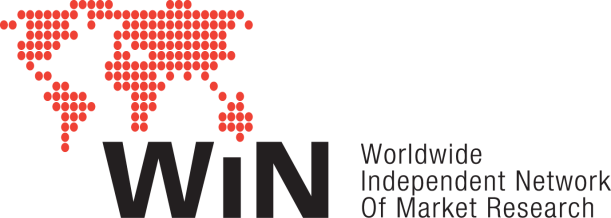 WiN
Worldwide
Independent Network
Of Market Research